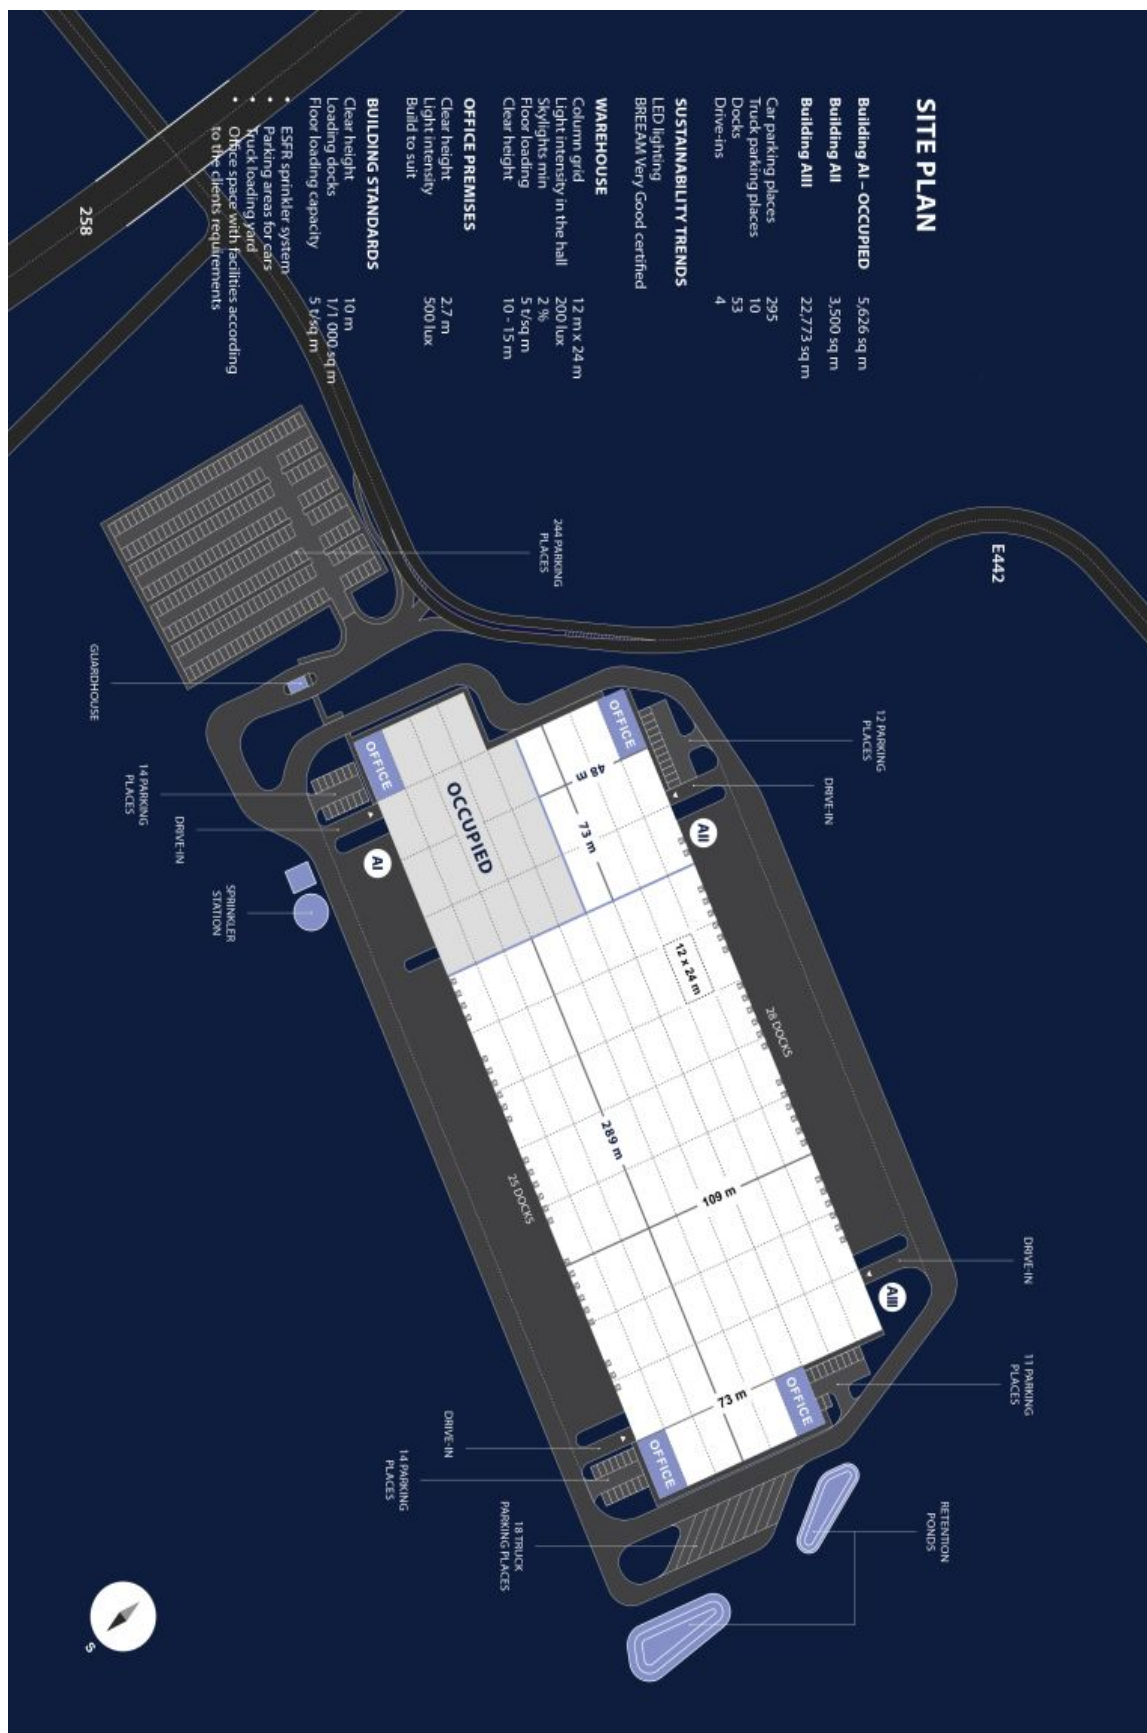 SITE PLAN
Building AI – OCCUPIED 5,626 sq m
Building AII 3,500 sq m
Building AIII 22,773 sq m
Car parking places 295
Truck parking places 10
Docks 53
Drive-ins 4
SUSTAINABILITY TRENDS
LED lighting
BREEAM Very Good certified
WAREHOUSE
Column grid 12 m x 24 m
Light intensity in the hall 200 lux
Skylights min 2 %
Floor loading 5 t/sq m
Clear height 10 - 15 m
OFFICE PREMISES
Clear height 2.7 m
Light intensity 500 lux
Build to suit
BUILDING STANDARDS
Clear height 10 m
Loading docks 1/1 000 sq m
Floor loading capacity 5 t/sq m
• ESFR sprinkler system
• Parking areas for cars
• Truck loading yard
• Office space with facilities according
to the clients requirements
258
E442
244 PARKING
PLACES
GUARDHOUSE
12 PARKING
PLACES
DRIVE-IN
14 PARKING
PLACES
DRIVE-IN
SPRINKLER
STATION
OFFICE
OFFICE
OCCUPIED
48 m
73 m
AII
AI
12 x 24 m
28 DOCKS
289 m
25 DOCKS
109 m
DRIVE-IN
AIII
11 PARKING
PLACES
73 m
OFFICE
OFFICE
DRIVE-IN
14 PARKING
PLACES
18 TRUCK
PARKING PLACES
RETENTION
PONDS
S